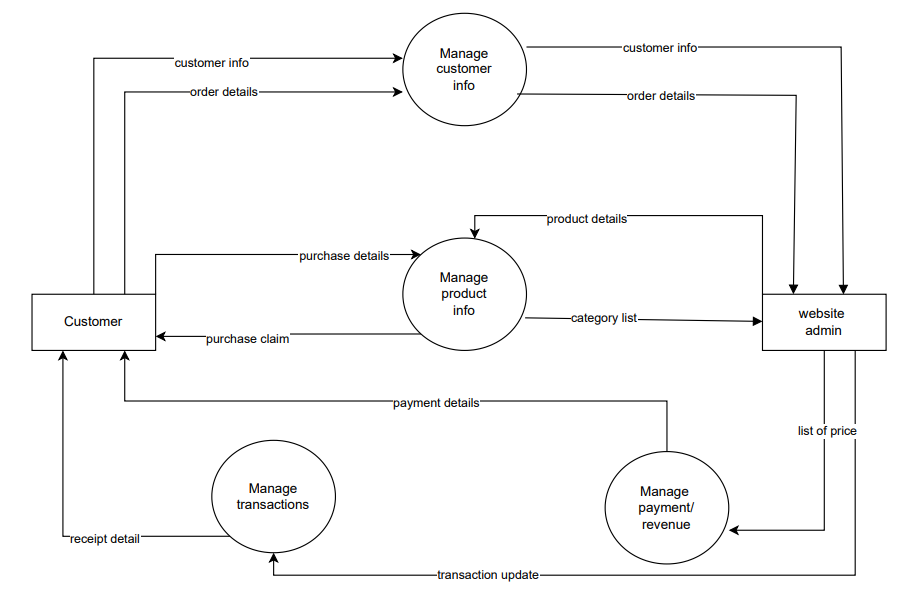 Manage
customer
info
customer info
customer info
order details
order details
product details
purchase details
Manage
product
info
Customer
website
admin
category list
purchase claim
payment details
list of price
Manage
transactions
Manage
payment/
revenue
receipt detail
transaction update